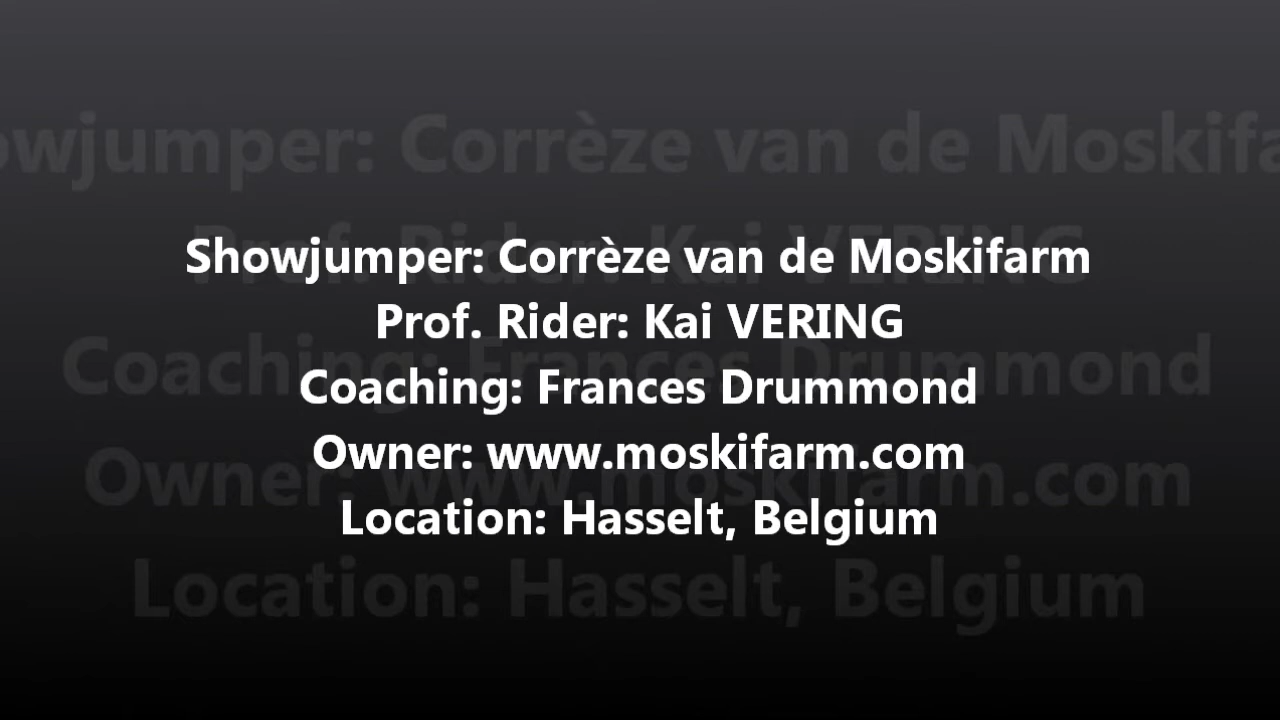 Showjumper: Corrèze van de Moskifarm
Prof. Rider: Kai VERING
Coaching: Frances Drummond
Owner: www.moskifarm.com
Location: Hasselt, Belgium